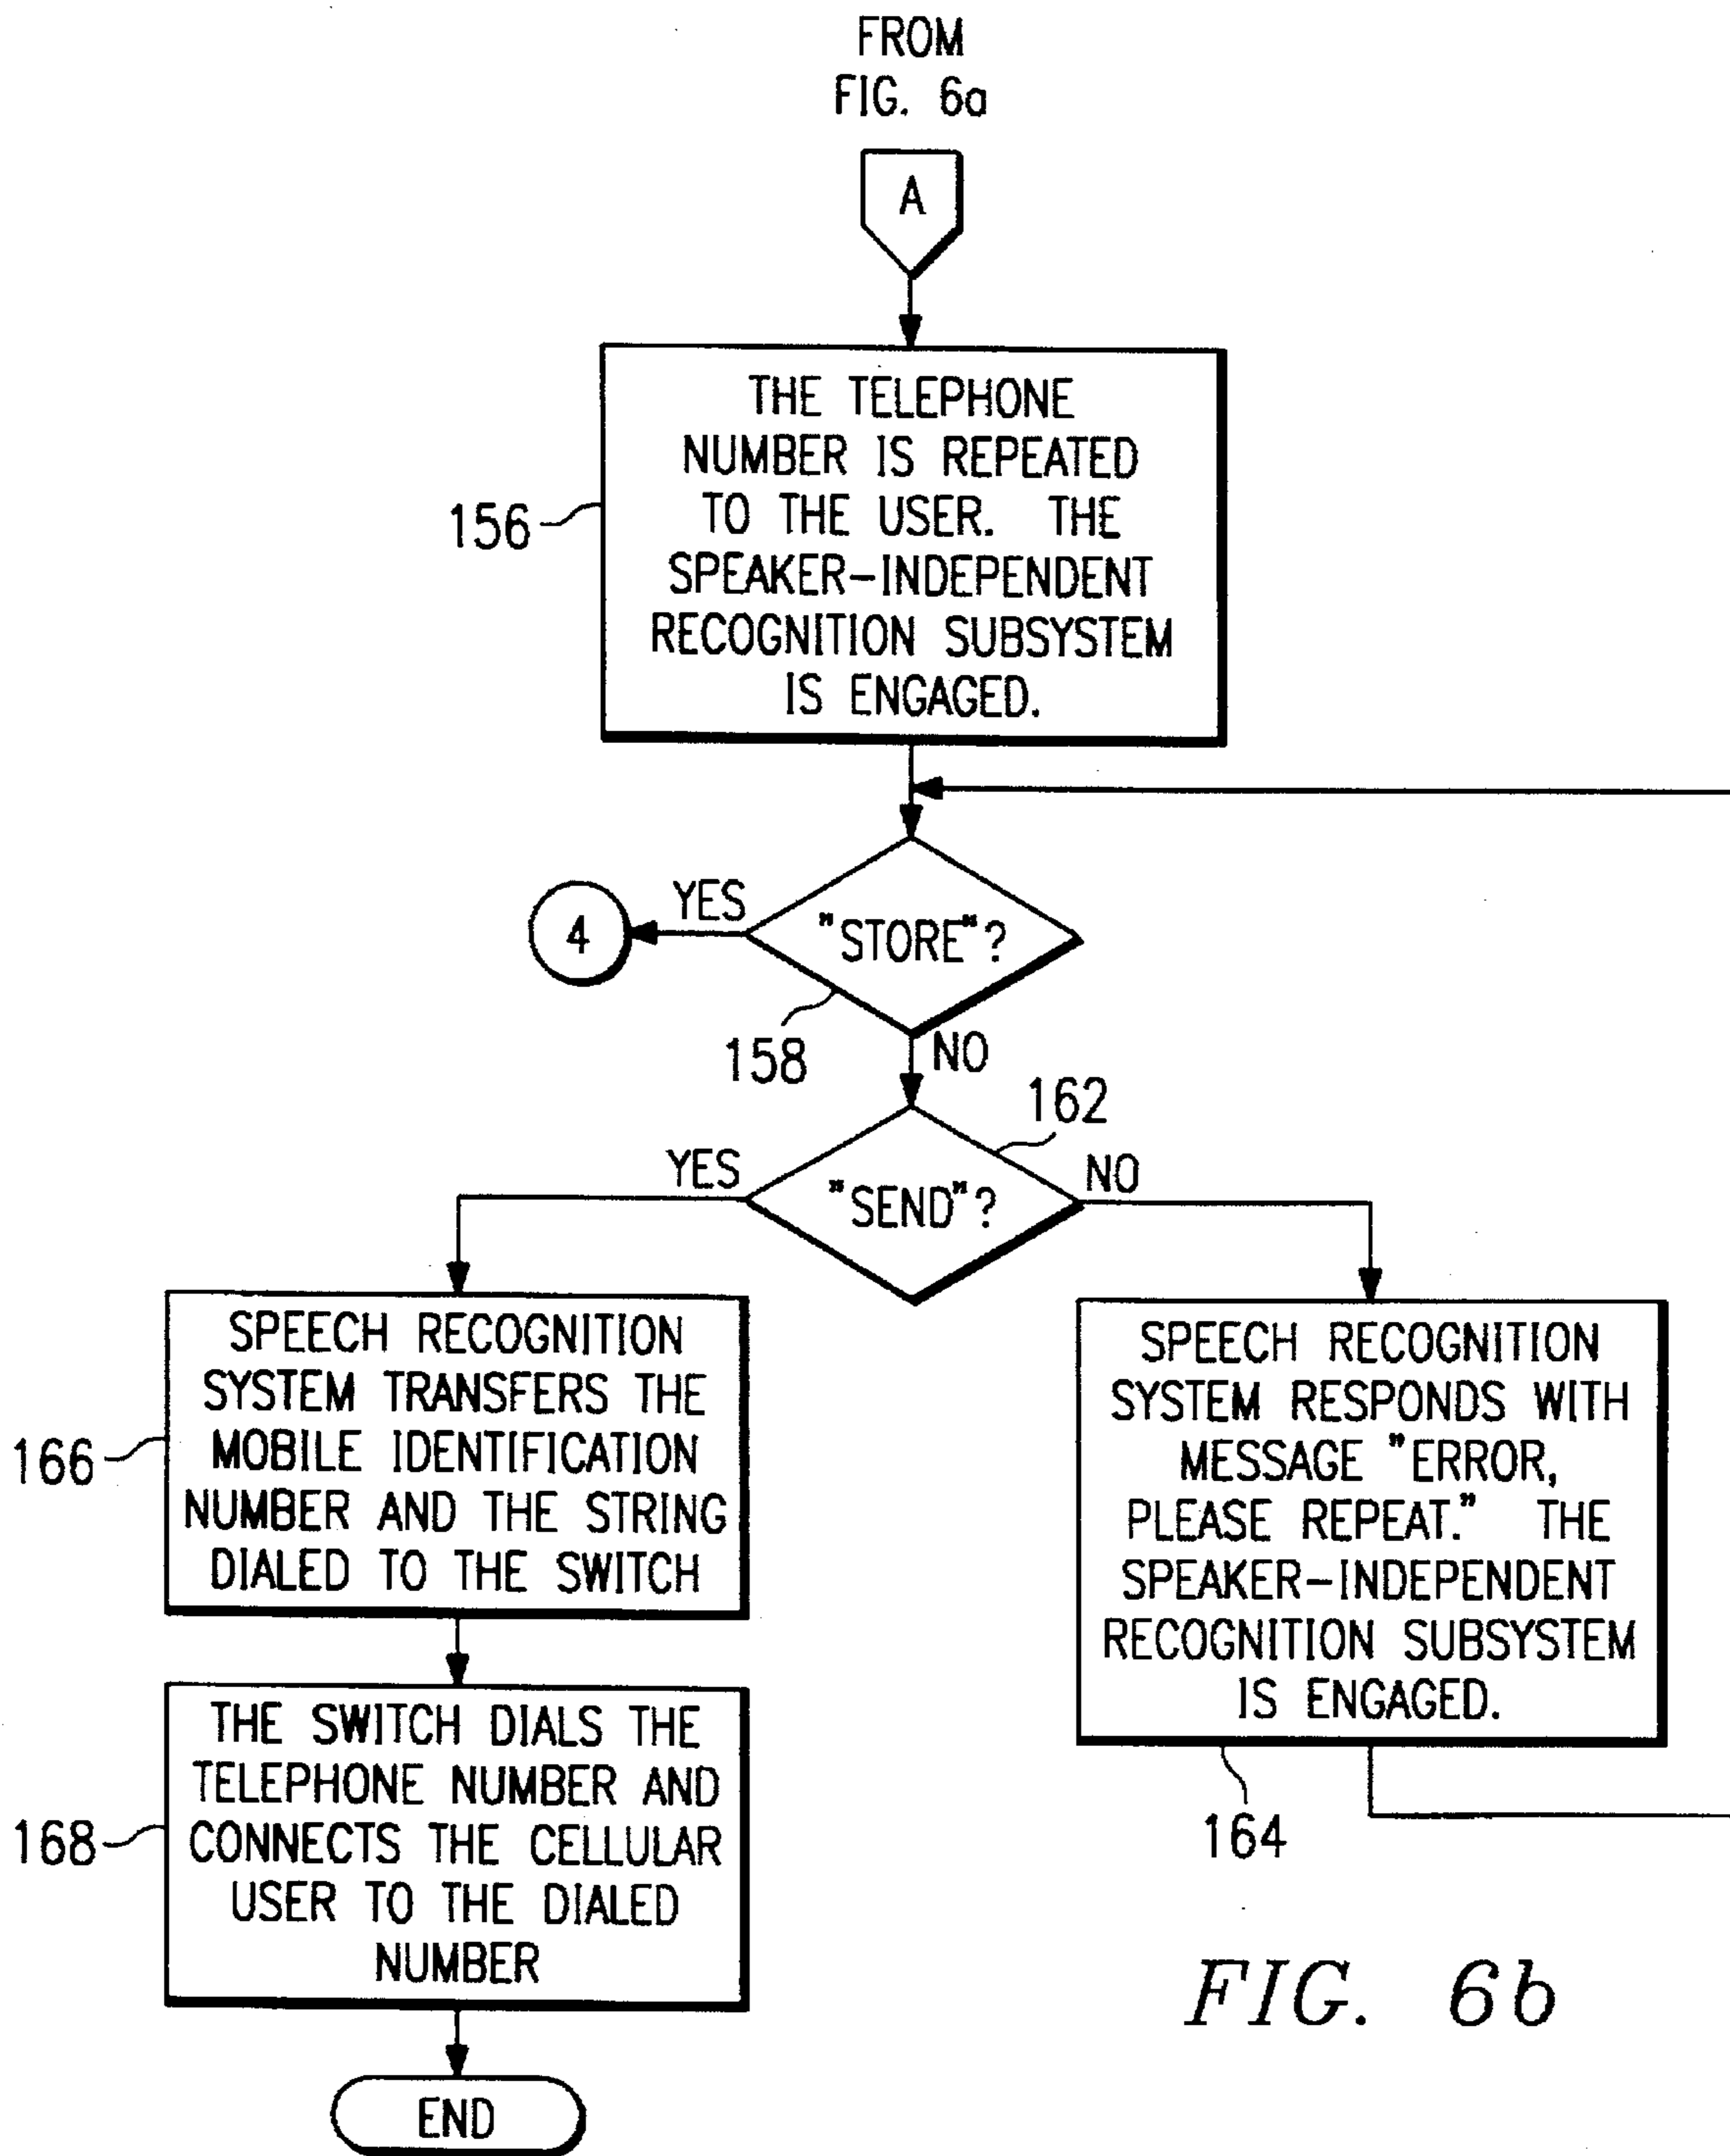 FROM
FIG. 6a
A
THE TELEPHONE
NUMBER IS REPEATED
TO THE USER. THE
SPEAKER-INDEPENDENT
RECOGNITION SUBSYSTEM
IS ENGAGED.
156
"STORE"?
YES
4
158
NO
162
"SEND"?
YES
NO
SPEECH RECOGNITION
SYSTEM TRANSFERS THE
MOBILE IDENTIFICATION
NUMBER AND THE STRING
DIALED TO THE SWITCH
166
SPEECH RECOGNITION
SYSTEM RESPONDS WITH
MESSAGE "ERROR,
PLEASE REPEAT." THE
SPEAKER-INDEPENDENT
RECOGNITION SUBSYSTEM
IS ENGAGED.
164
THE SWITCH DIALS THE
TELEPHONE NUMBER AND
CONNECTS THE CELLULAR
USER TO THE DIALED
NUMBER
168
END
FIG. 6b